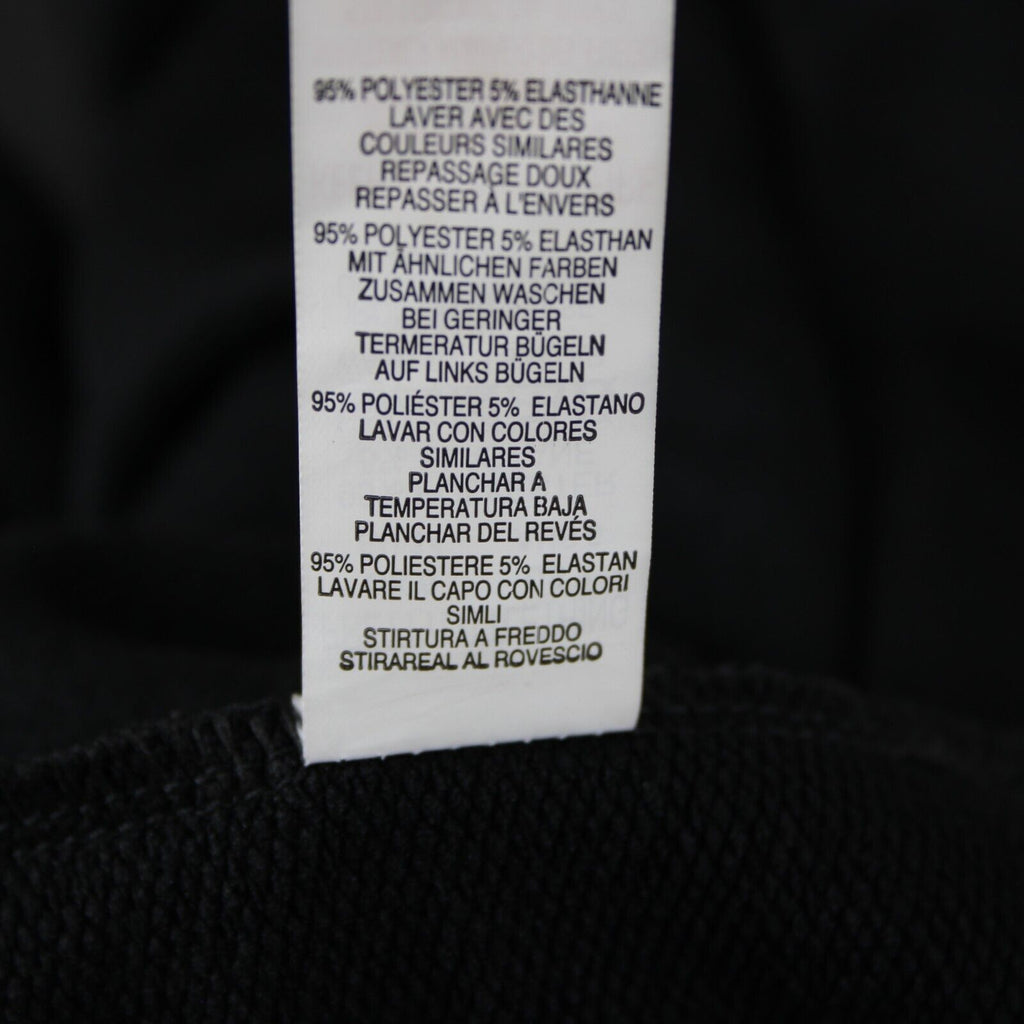 95% POLYESTER 5% ELASTHANNE
LAVER AVEC DES
COULEURS SIMILARES
REPASSAGE DOUX
REPASSER À L'ENVERS
95% POLYESTER 5% ELASTHAN
MIT ÄHNLICHEN FARBEN
ZUSAMMEN WASCHEN
BEI GERINGER
TERMERATUR BÜGELN
AUF LINKS BÜGELN
95% POLIÉSTER 5% ELASTANO
LAVAR CON COLORES
SIMILARES
PLANCHAR A
TEMPERATURA BAJA
PLANCHAR DEL REVÉS
95% POLIESTERE 5% ELASTAN
LAVARE IL CAPO CON COLORI
SIMLI
STIRTURA A FREDDO
STIRAREAL AL ROVESCIO